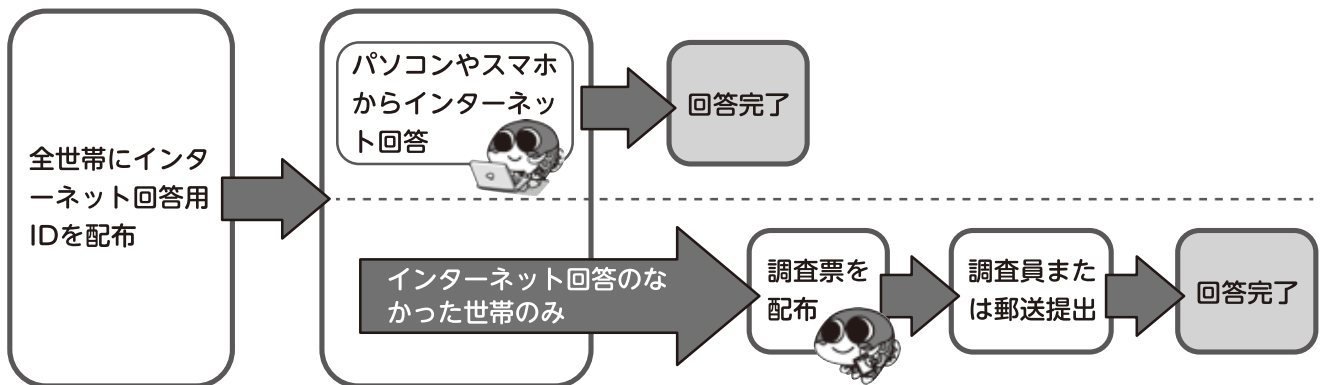 全世帯にインタ
ーネット回答用
IDを配布
パソコンやスマホ
からインターネッ
ト回答
回答完了
インターネット回答のな
かった世帯のみ
調査票を
配布
調査員また
は郵送提出
回答完了